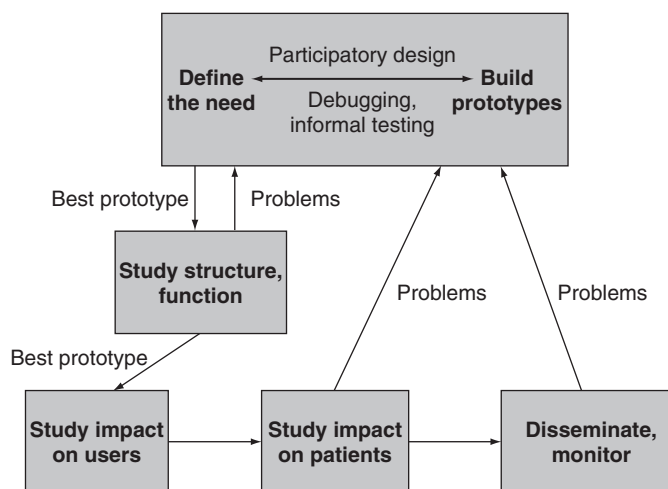 Participatory design
Define
the need
Build
prototypes
Debugging,
informal testing
Best prototype
Problems
Study structure,
function
Problems
Problems
Best prototype
Study impact
on users
Study impact
on patients
Disseminate,
monitor